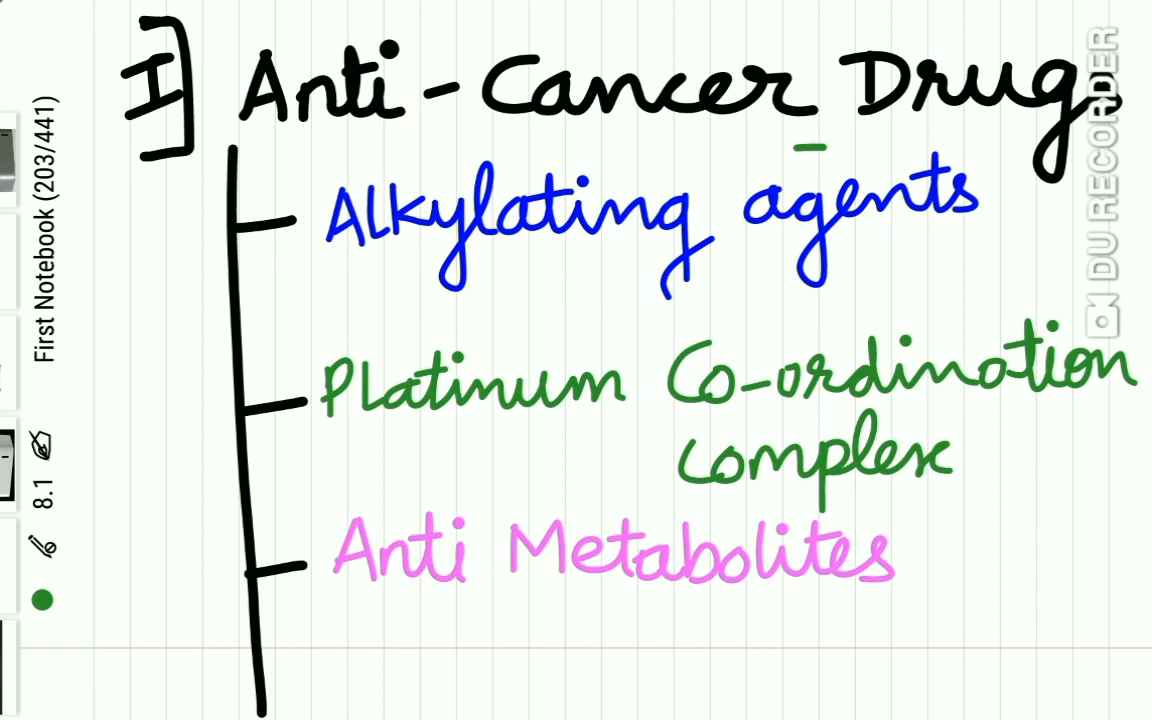 I] Anti-Cancer Drug
Alkylating agents
Platinum Co-ordination
complex
Anti Metabolites
First Notebook (203/441)
8.1
DU RECORDER